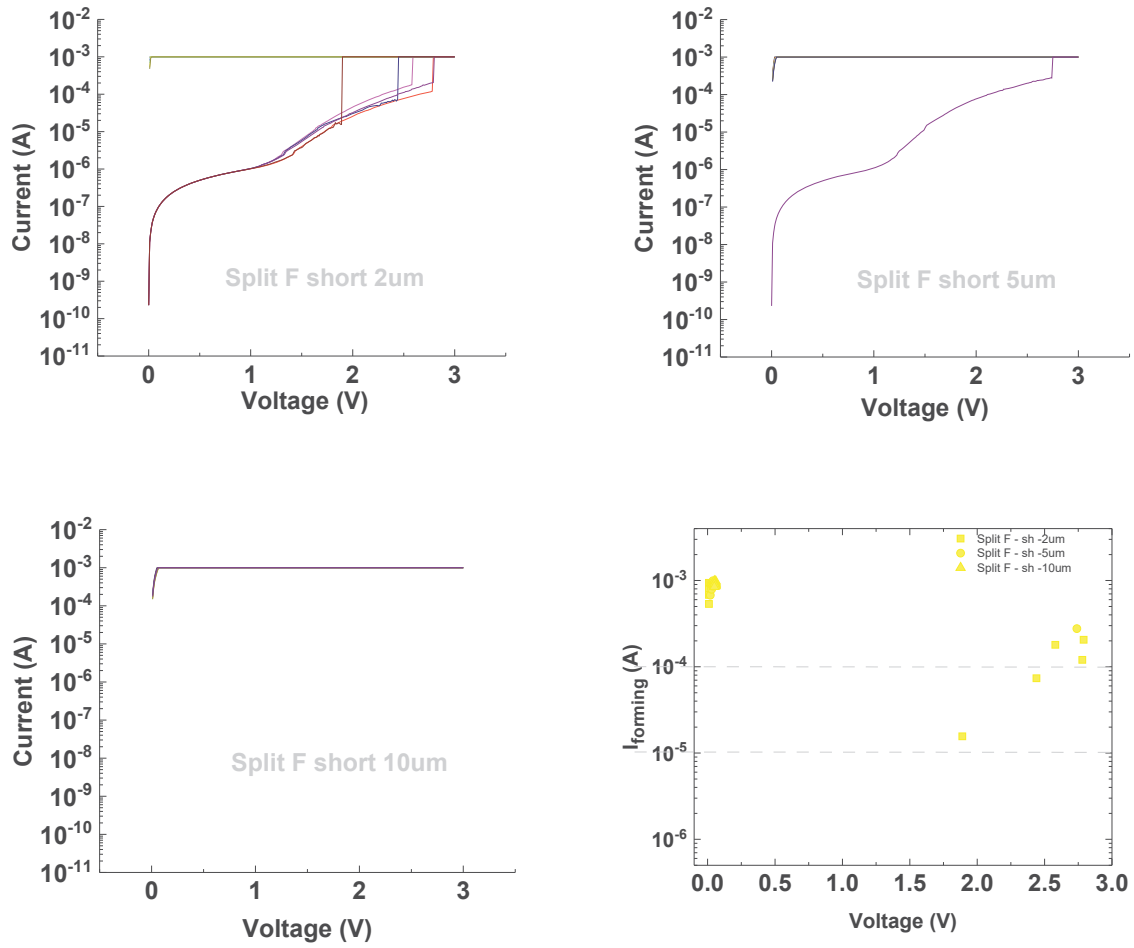 10-2
10-3
10-4
10-5
10-6
10-7
10-8
10-9
10-10
10-11
Current (A)
Split F short 2um
0 1 2 3
Voltage (V)
10-2
10-3
10-4
10-5
10-6
10-7
10-8
10-9
10-10
10-11
Current (A)
Split F short 5um
0 1 2 3
Voltage (V)
10-2
10-3
10-4
10-5
10-6
10-7
10-8
10-9
10-10
10-11
Current (A)
Split F short 10um
0 1 2 3
Voltage (V)
Split F - sh -2um
Split F - sh -5um
Split F - sh -10um
10-3
10-4
10-5
10-6
Iforming (A)
0.0 0.5 1.0 1.5 2.0 2.5 3.0
Voltage (V)